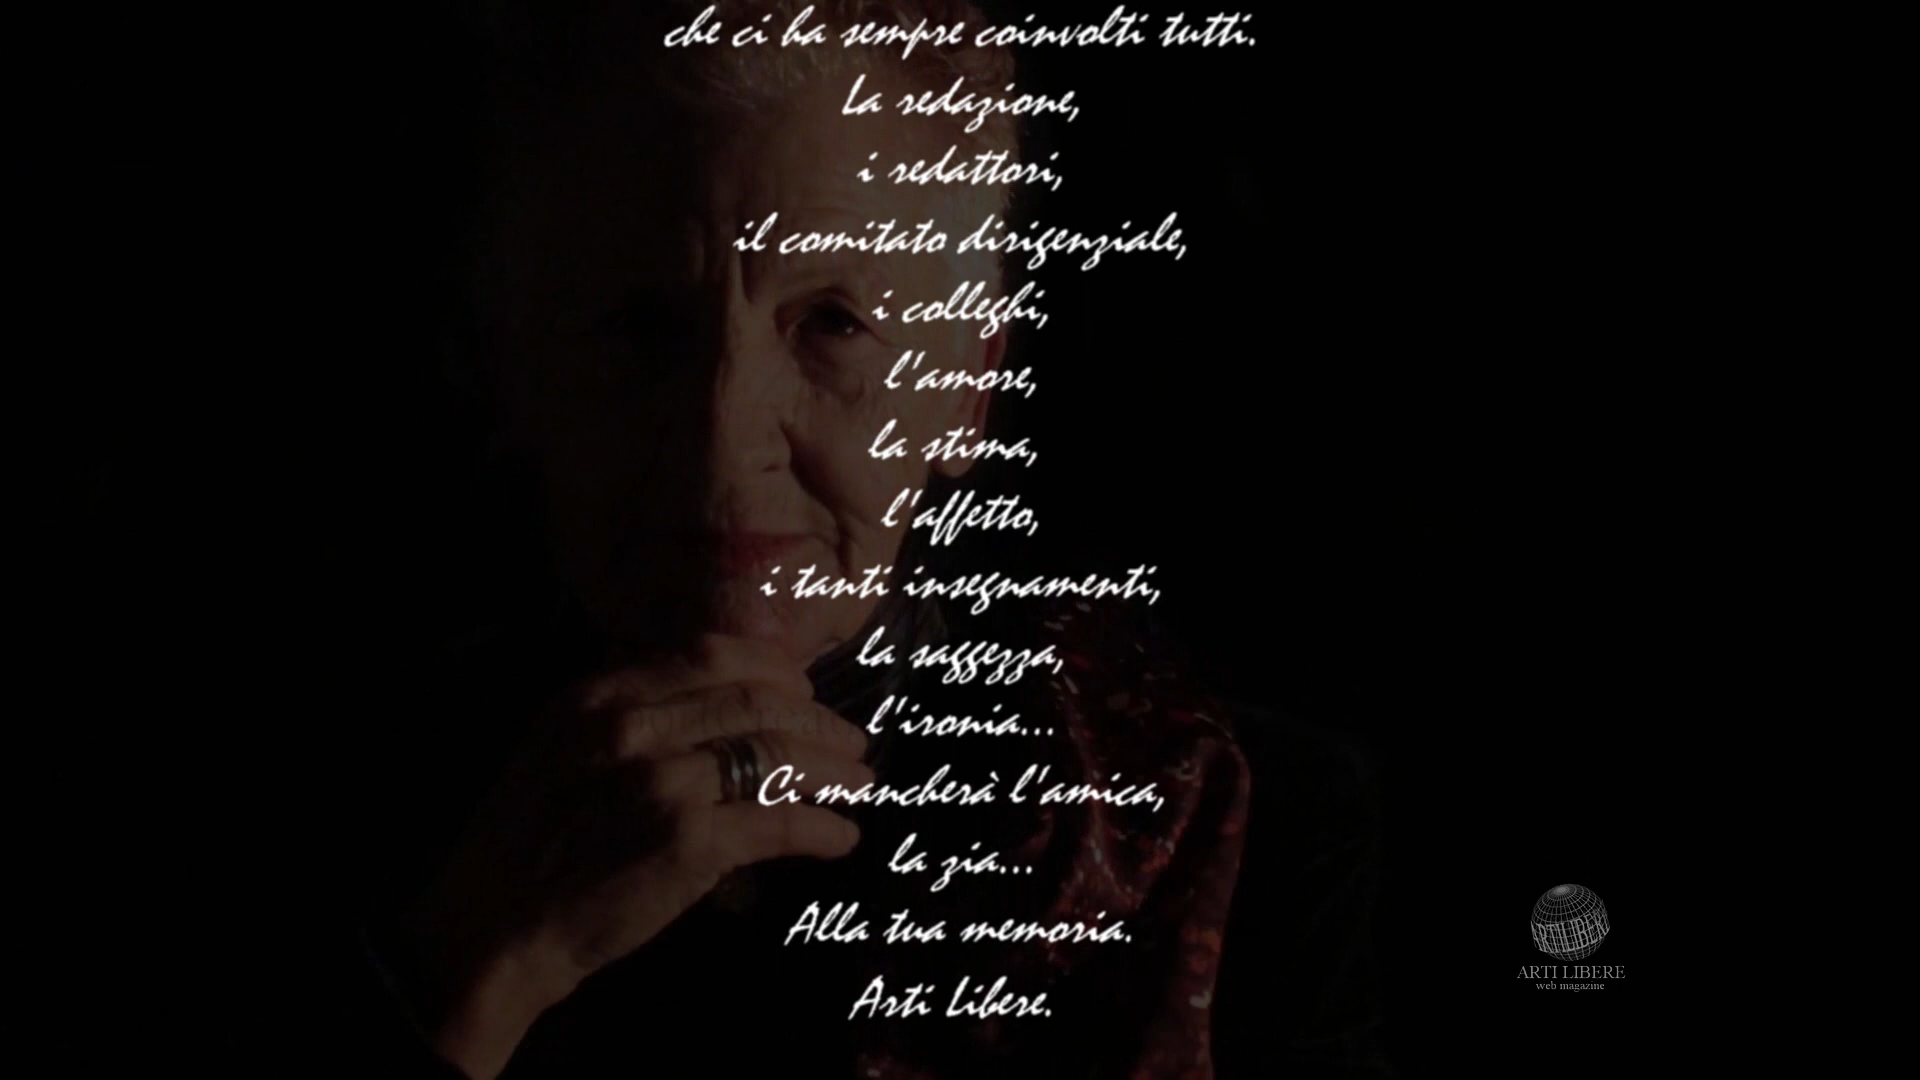 che ci ha sempre coinvolti tutti.
La redazione,
i redattori,
il comitato dirigenziale,
i colleghi,
l'amore,
la stima,
l'affetto,
i tanti insegnamenti,
la saggezza,
l'ironia...
Ci mancherà l'amica,
la zia...
Alla tua memoria.
Arti Libere.
ARTI LIBERE
web magazine